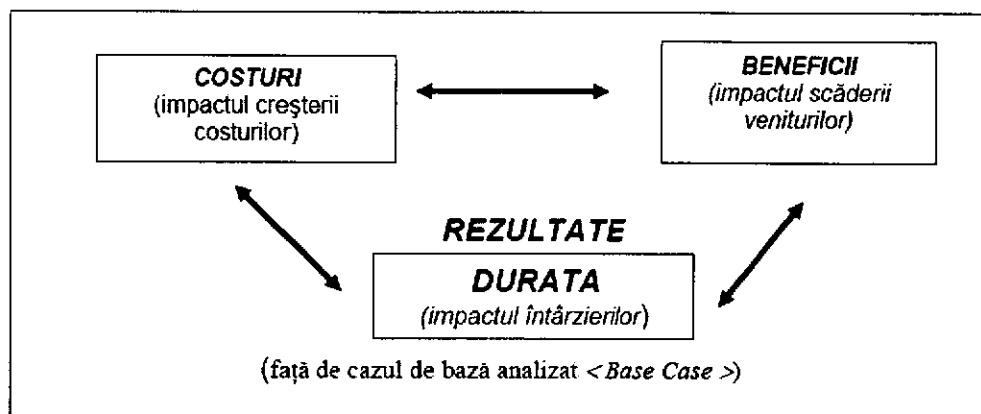 COSTURI
(impactul creşterii
costurilor)
BENEFICII
(impactul scăderii
veniturilor)
REZULTATE
DURATA
(impactul întârzierilor)
(faţă de cazul de bază analizat < Base Case >)